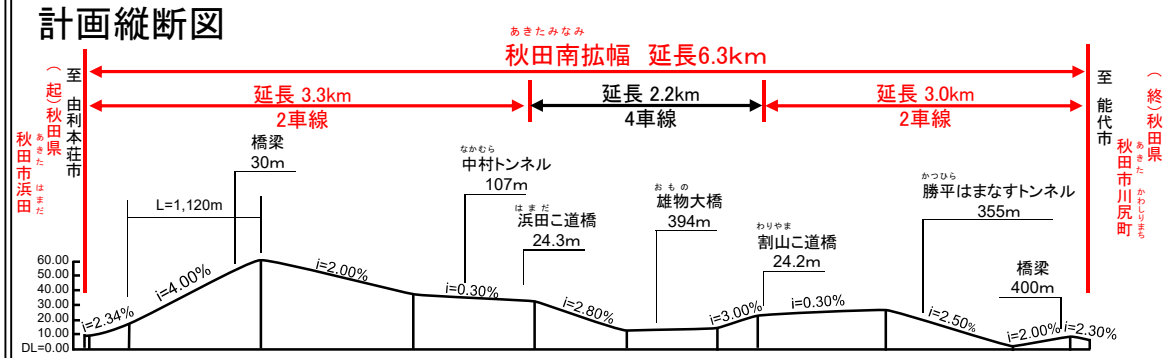 計画縦断図
あきたみなみ
秋田南拡幅 延長6.3km
延長 3.3km
2車線
延長 2.2km
4車線
延長 3.0km
2車線
至 由利本荘市
(起)秋田県
秋田市浜田
あきた はまだ
至 能代市
(終)秋田県
秋田市川尻町
あきた かわしりまち
橋梁
30m
L=1,120m
なかむら
中村トンネル
107m
はまだ
浜田こ道橋
24.3m
おもの
雄物大橋
394m
わりやま
割山こ道橋
24.2m
かつひら
勝平はまなすトンネル
355m
橋梁
400m
60.00
50.00
40.00
30.00
20.00
10.00
DL=0.00
i=2.34%
i=4.00%
i=2.00%
i=0.30%
i=2.80%
i=3.00%
i=0.30%
i=2.50%
i=2.00%
i=2.30%